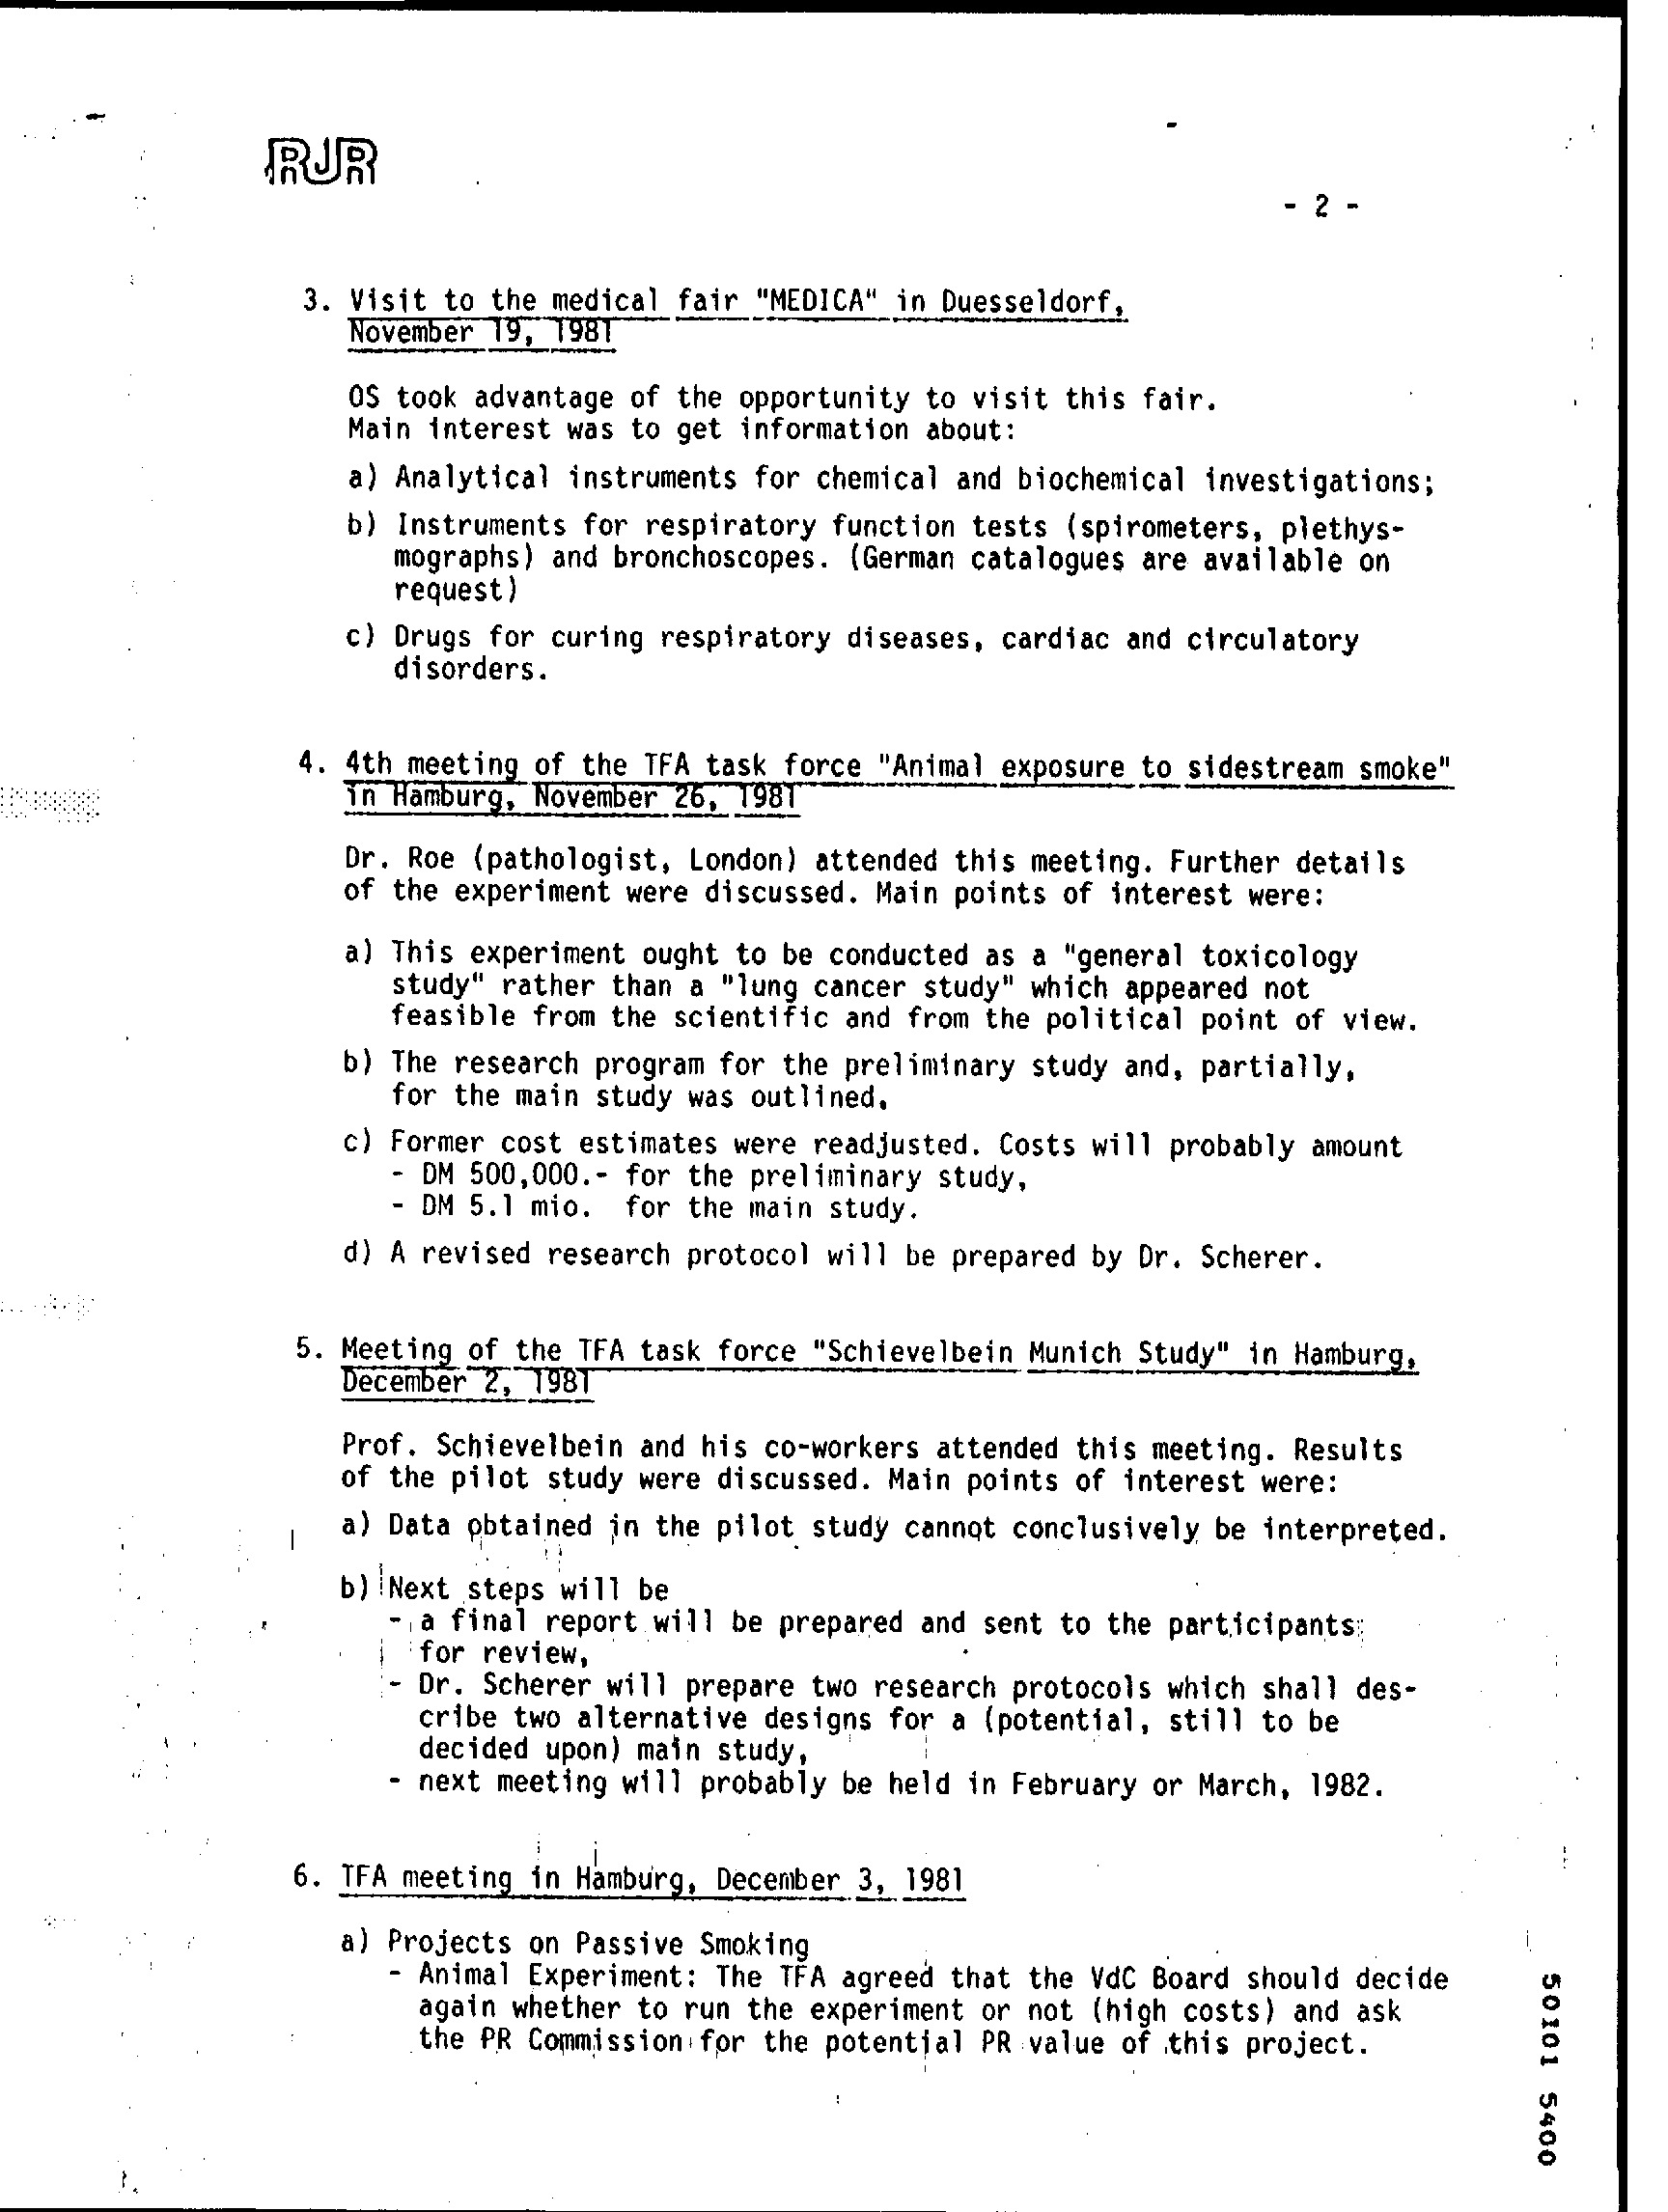 RJR
- 2 -
3. Visit to the medical fair "MEDICA" in Duesseldorf,
November 19, 1981
OS took advantage of the opportunity to visit this fair.
Main interest was to get information about:
a) Analytical instruments for chemical and biochemical investigations;
b) Instruments for respiratory function tests (spirometers, plethys-
mographs) and bronchoscopes. (German catalogues are available on
request)
c) Drugs for curing respiratory diseases, cardiac and circulatory
disorders.
4. 4th meeting of the TFA task force "Animal exposure to sidestream smoke"
in Hamburg, November 26, 1981
Dr. Roe (pathologist, London) attended this meeting. Further details
of the experiment were discussed. Main points of interest were:
a) This experiment ought to be conducted as a "general toxicology
study" rather than a "lung cancer study" which appeared not
feasible from the scientific and from the political point of view.
b) The research program for the preliminary study and, partially,
for the main study was outlined.
c) Former cost estimates were readjusted. Costs will probably amount
- DM 500,000.- for the preliminary study,
- DM 5.1 mio. for the main study.
d) A revised research protocol will be prepared by Dr. Scherer.
5. Meeting of the TFA task force "Schievelbein Munich Study" in Hamburg,
December 2, 1981
Prof. Schievelbein and his co-workers attended this meeting. Results
of the pilot study were discussed. Main points of interest were:
a) Data obtained in the pilot study cannot conclusively be interpreted.
b) Next steps will be
- a final report will be prepared and sent to the participants
for review,
- Dr. Scherer will prepare two research protocols which shall des-
cribe two alternative designs for a (potential, still to be
decided upon) main study,
- next meeting will probably be held in February or March, 1982.
6. TFA meeting in Hamburg, December 3, 1981
a) Projects on Passive Smoking
- Animal Experiment: The TFA agreed that the VdC Board should decide
again whether to run the experiment or not (high costs) and ask
the PR Commission for the potential PR value of this project.
50101 5400